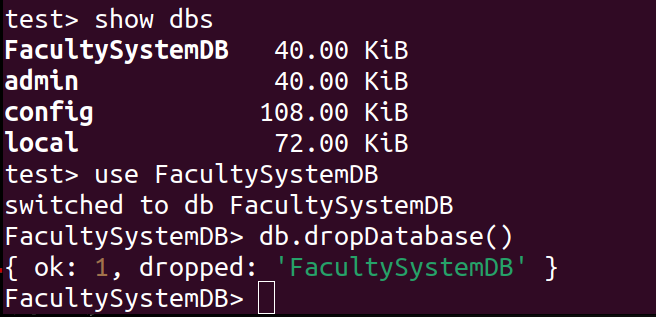 test> show dbs
FacultySystemDB   40.00 KiB
admin             40.00 KiB
config           108.00 KiB
local             72.00 KiB
test> use FacultySystemDB
switched to db FacultySystemDB
FacultySystemDB> db.dropDatabase()
{ ok: 1, dropped: 'FacultySystemDB' }
FacultySystemDB>